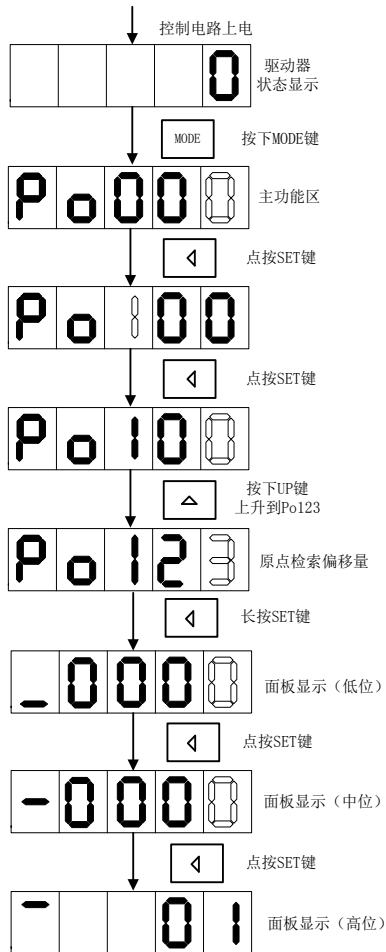 控制电路上电
0
驱动器
状态显示
MODE
按下MODE键
Po000
主功能区
点按SET键
Po100
点按SET键
Po100
按下UP键
上升到Po123
Po123
原点检索偏移量
长按SET键
_0000
面板显示（低位）
点按SET键
-0000
面板显示（中位）
点按SET键
‾ 01
面板显示（高位）